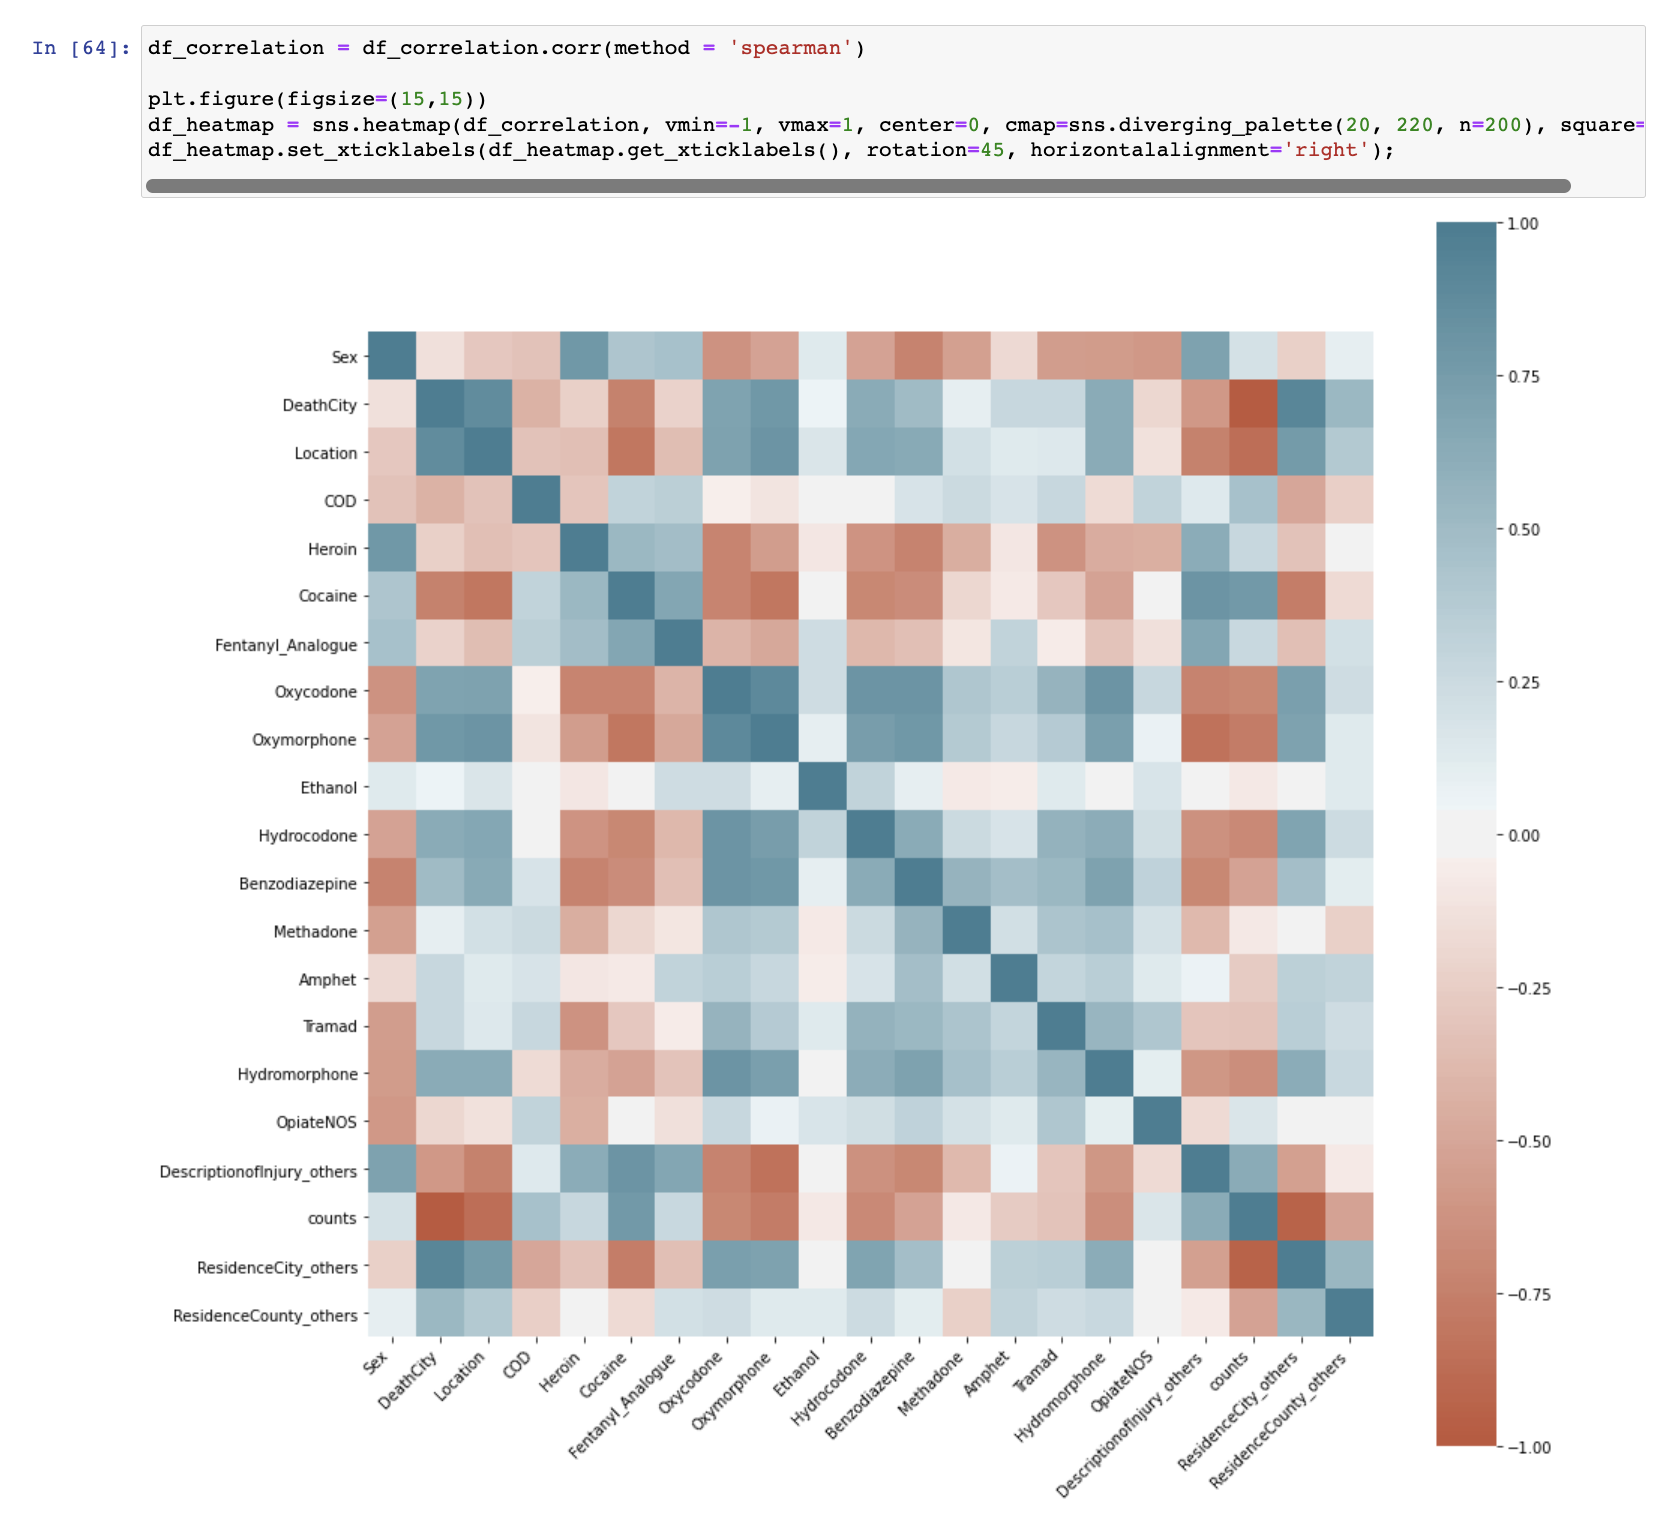 In [64]:
df_correlation = df_correlation.corr(method = 'spearman')
plt.figure(figsize=(15,15))
df_heatmap = sns.heatmap(df_correlation, vmin=-1, vmax=1, center=0, cmap=sns.diverging_palette(20, 220, n=200), square=
df_heatmap.set_xticklabels(df_heatmap.get_xticklabels(), rotation=45, horizontalalignment='right');
Sex
DeathCity
Location
COD
Heroin
Cocaine
Fentanyl_Analogue
Oxycodone
Oxymorphone
Ethanol
Hydrocodone
Benzodiazepine
Methadone
Amphet
Tramad
Hydromorphone
OpiateNOS
DescriptionofInjury_others
counts
ResidenceCity_others
ResidenceCounty_others
Sex
DeathCity
Location
COD
Heroin
Cocaine
Fentanyl_Analogue
Oxycodone
Oxymorphone
Ethanol
Hydrocodone
Benzodiazepine
Methadone
Amphet
Tramad
Hydromorphone
OpiateNOS
DescriptionofInjury_others
counts
ResidenceCity_others
ResidenceCounty_others
1.00
0.75
0.50
0.25
0.00
−0.25
−0.50
−0.75
−1.00